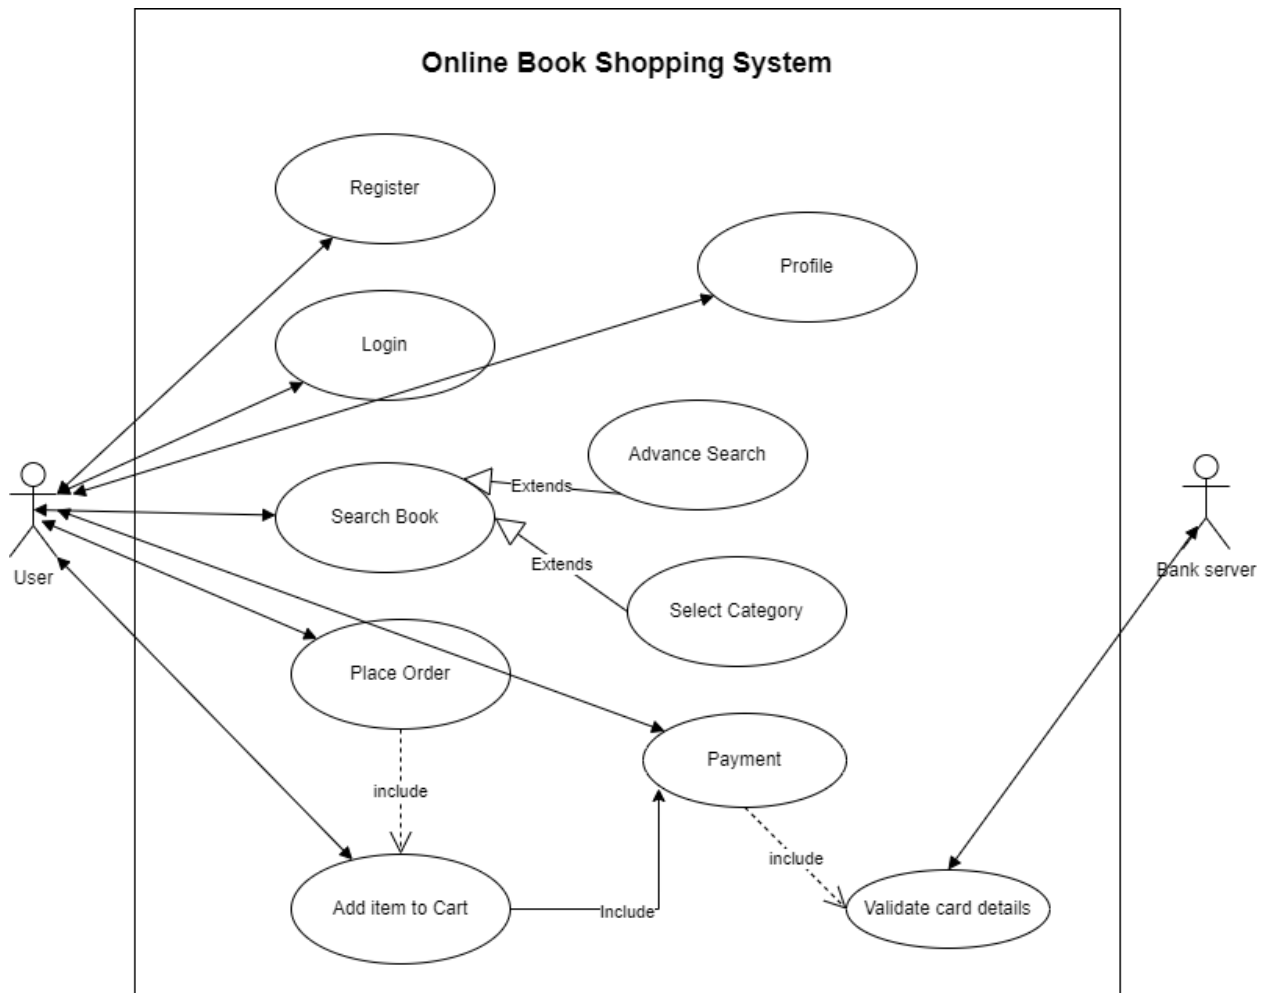 Online Book Shopping System
Register
Profile
Login
Advance Search
Extends
Search Book
Extends
User
Bank server
Select Category
Place Order
Payment
include
include
Add item to Cart
Include
Validate card details